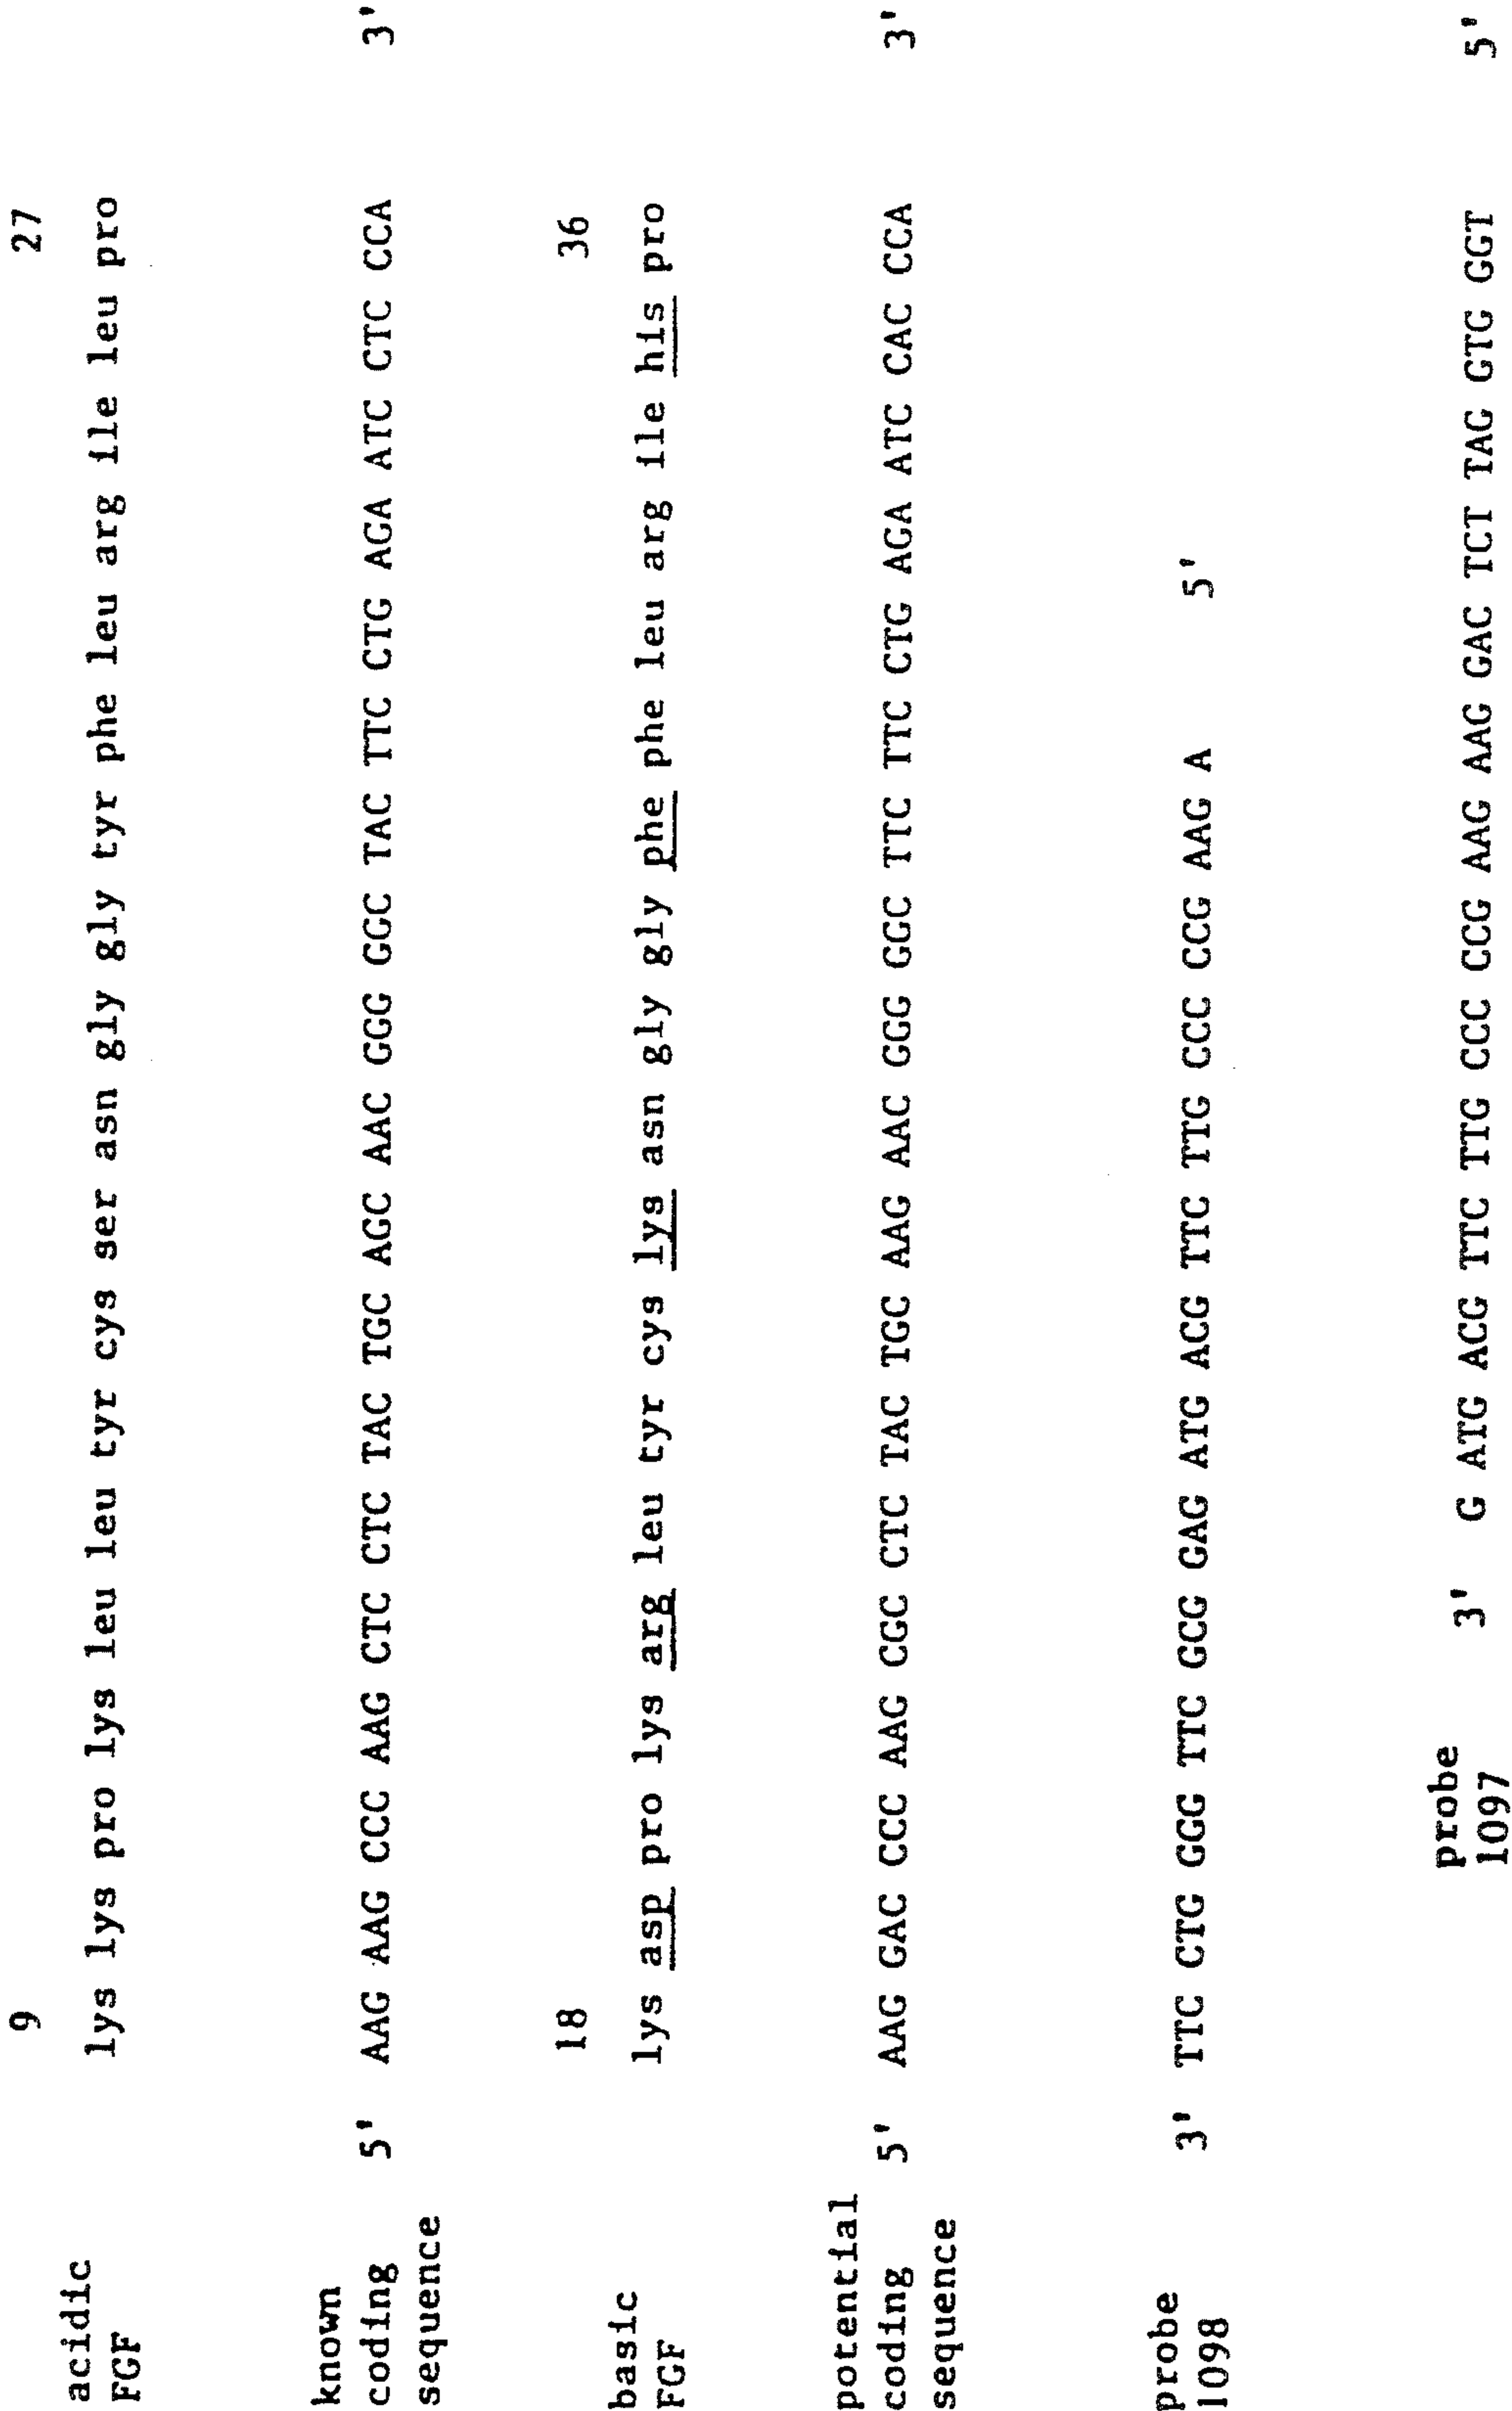 9 27
acidic lys lys pro lys leu leu tyr cys ser asn gly gly tyr phe leu arg ile leu pro
FGF
known
coding 5' AAG AAG CCC AAG CTC CTC TAC TGC AGC AAC GGG GGC TAC TTC CTG AGA ATC CTC CCA 3'
sequence
18 36
basic lys asp pro lys arg leu tyr cys lys asn gly gly phe phe leu arg ile his pro
FGF
potential
coding 5' AAG GAC CCC AAG CGC CTC TAC TGC AAG AAC GGG GGC TTC TTC CTG AGA ATC CAC CCA 3'
sequence
probe 3' TTC CTG GGG TTC GCG GAG ATG ACG TTC TTG CCC CCG AAG A 5'
1098
probe 3' G ATG ACG TTC TTG CCC CCG AAG AAG GAC TCT TAG GTG GGT 5'
1097